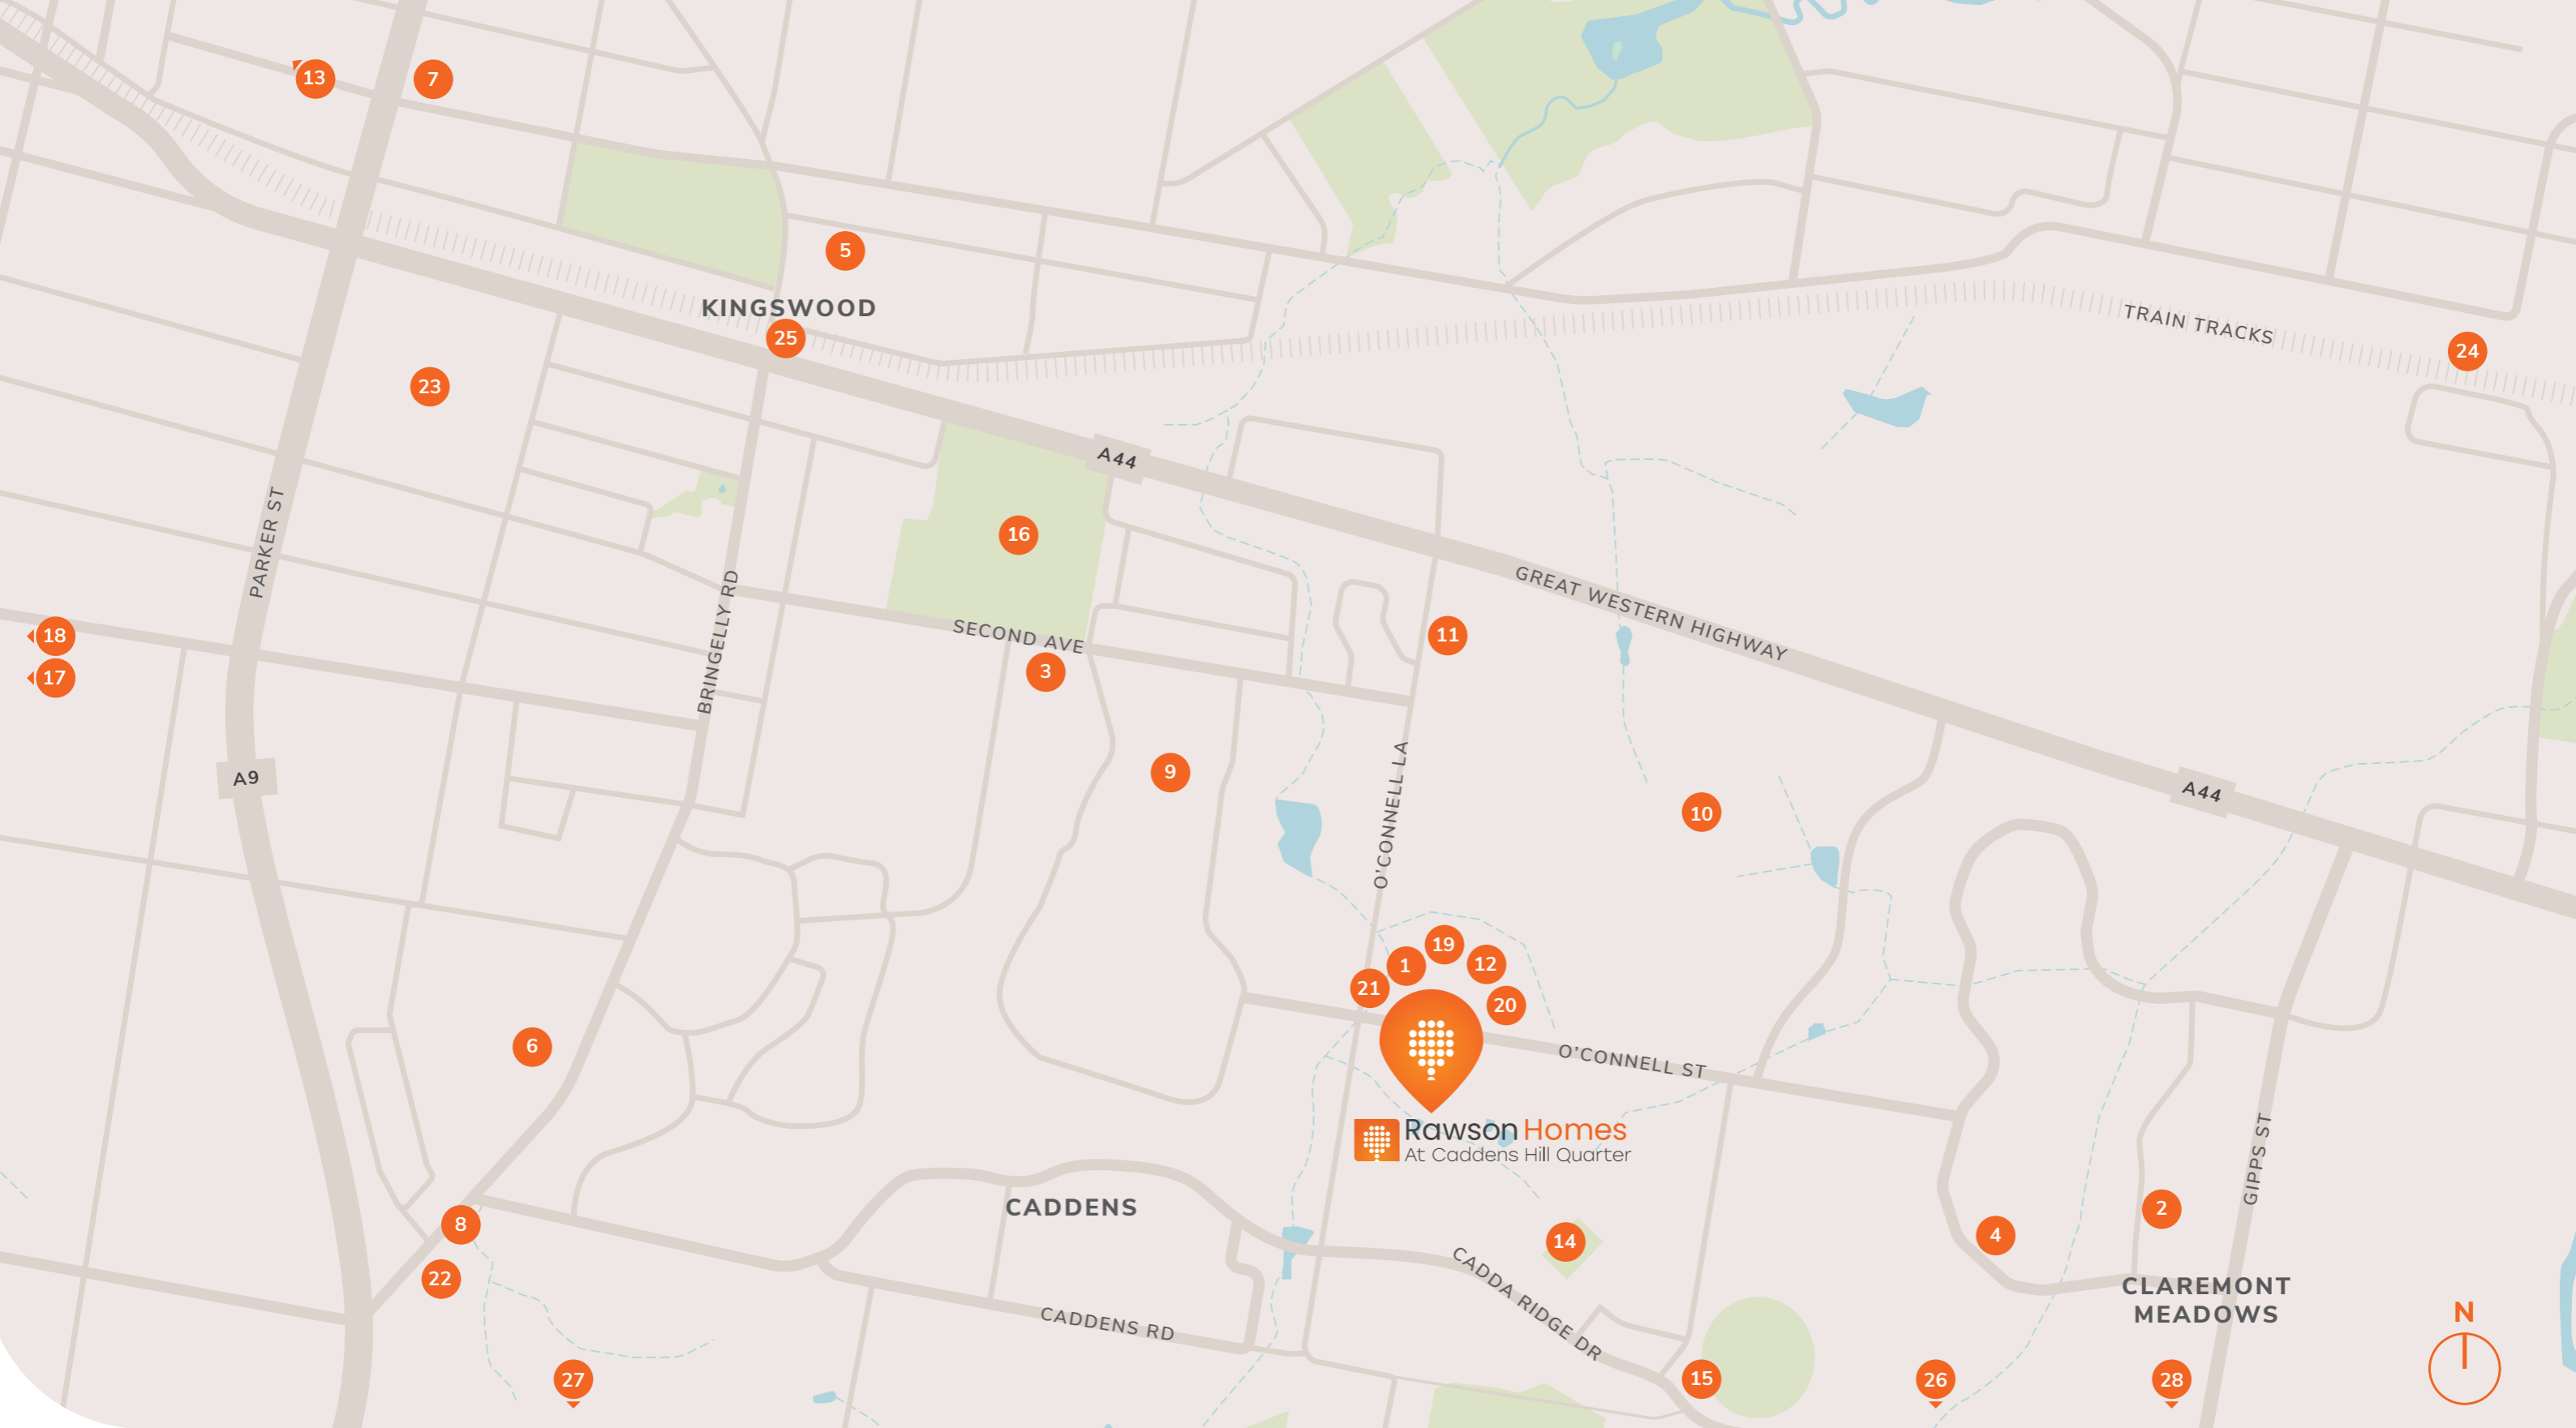 13
7
5
KINGSWOOD
25
TRAIN TRACKS
24
23
A44
PARKER ST
16
BRINGELLY RD
GREAT WESTERN HIGHWAY
18
SECOND AVE
11
17
3
A9
9
O'CONNELL LA
10
A44
19
1
12
21
20
6
O'CONNELL ST
Rawson Homes
At Caddens Hill Quarter
GIPPS ST
CADDENS
2
8
14
4
22
CADDA RIDGE DR
CLAREMONT
MEADOWS
CADDENS RD
N
27
15
26
28